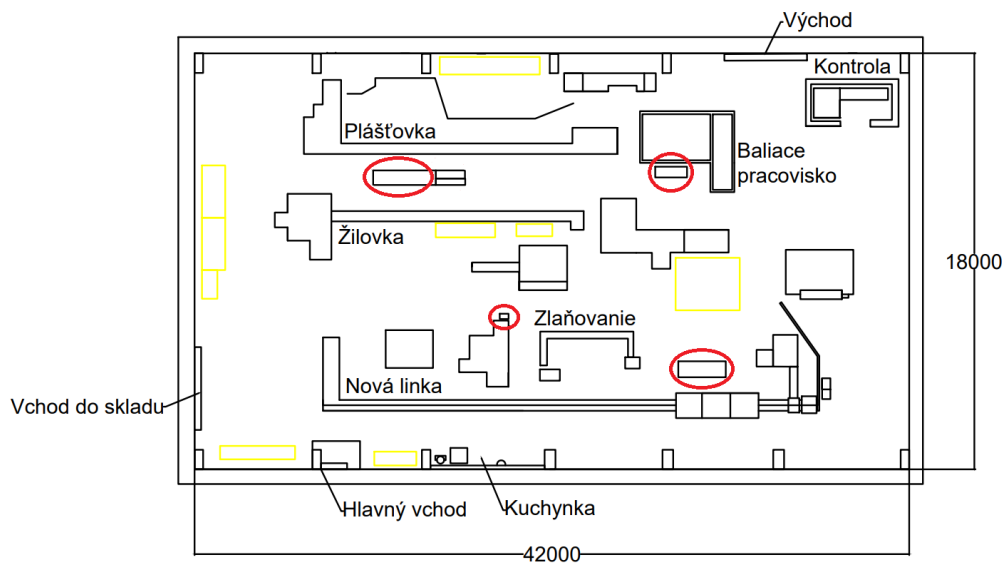 Východ
Kontrola
Plášťovka
Baliace
pracovisko
Žilovka
18000
Zlaňovanie
Nová linka
Vchod do skladu
Hlavný vchod
Kuchynka
42000